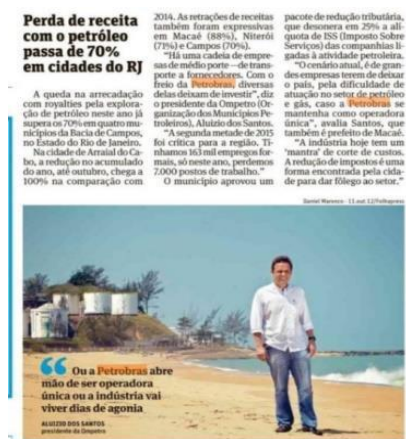 Perda de receita
com o petróleo
passa de 70%
em cidades do RJ
A queda na arrecadação
com royalties pela explora-
ção de petróleo neste ano já
supera os 70% em quatro mu-
nicípios da Bacia de Campos,
no Estado do Rio de Janeiro.
Na cidade de Arraial do Ca-
bo, a redução no acumulado
do ano, até outubro, chega a
100% na comparação com
2014. As retrações de receitas
também foram expressivas
em Macaé (88%), Niterói
(71%) e Campos (70%).
"Há uma cadeia de empre-
sas de médio porte —de trans-
porte a fornecedores. Com o
freio da Petrobras, diversas
delas deixam de investir", diz
o presidente da Ompetro (Or-
ganização dos Municípios Pe-
troleiros), Aluízio dos Santos.
"A segunda metade de 2015
foi crítica para a região. Tí-
nhamos 163 mil empregos for-
mais, só neste ano, perdemos
7.000 postos de trabalho."
O município aprovou um
pacote de redução tributária,
que desonera em 25% a alí-
quota de ISS (Imposto Sobre
Serviços) das companhias li-
gadas à atividade petroleira.
"O cenário atual, é de gran-
des empresas terem de deixar
o país, pela dificuldade de
atuação no setor de petróleo
e gás, caso a Petrobras se
mantenha como operadora
única", avalia Santos, que
também é prefeito de Macaé.
"A indústria hoje tem um
'mantra' de corte de custos.
A redução de impostos é uma
forma encontrada pela cida-
de para dar fôlego ao setor."
Daniel Marenco - 11.out.12/Folhapress
“ Ou a Petrobras abre
mão de ser operadora
única ou a indústria vai
viver dias de agonia
ALUIZIO DOS SANTOS
presidente da Ompetro